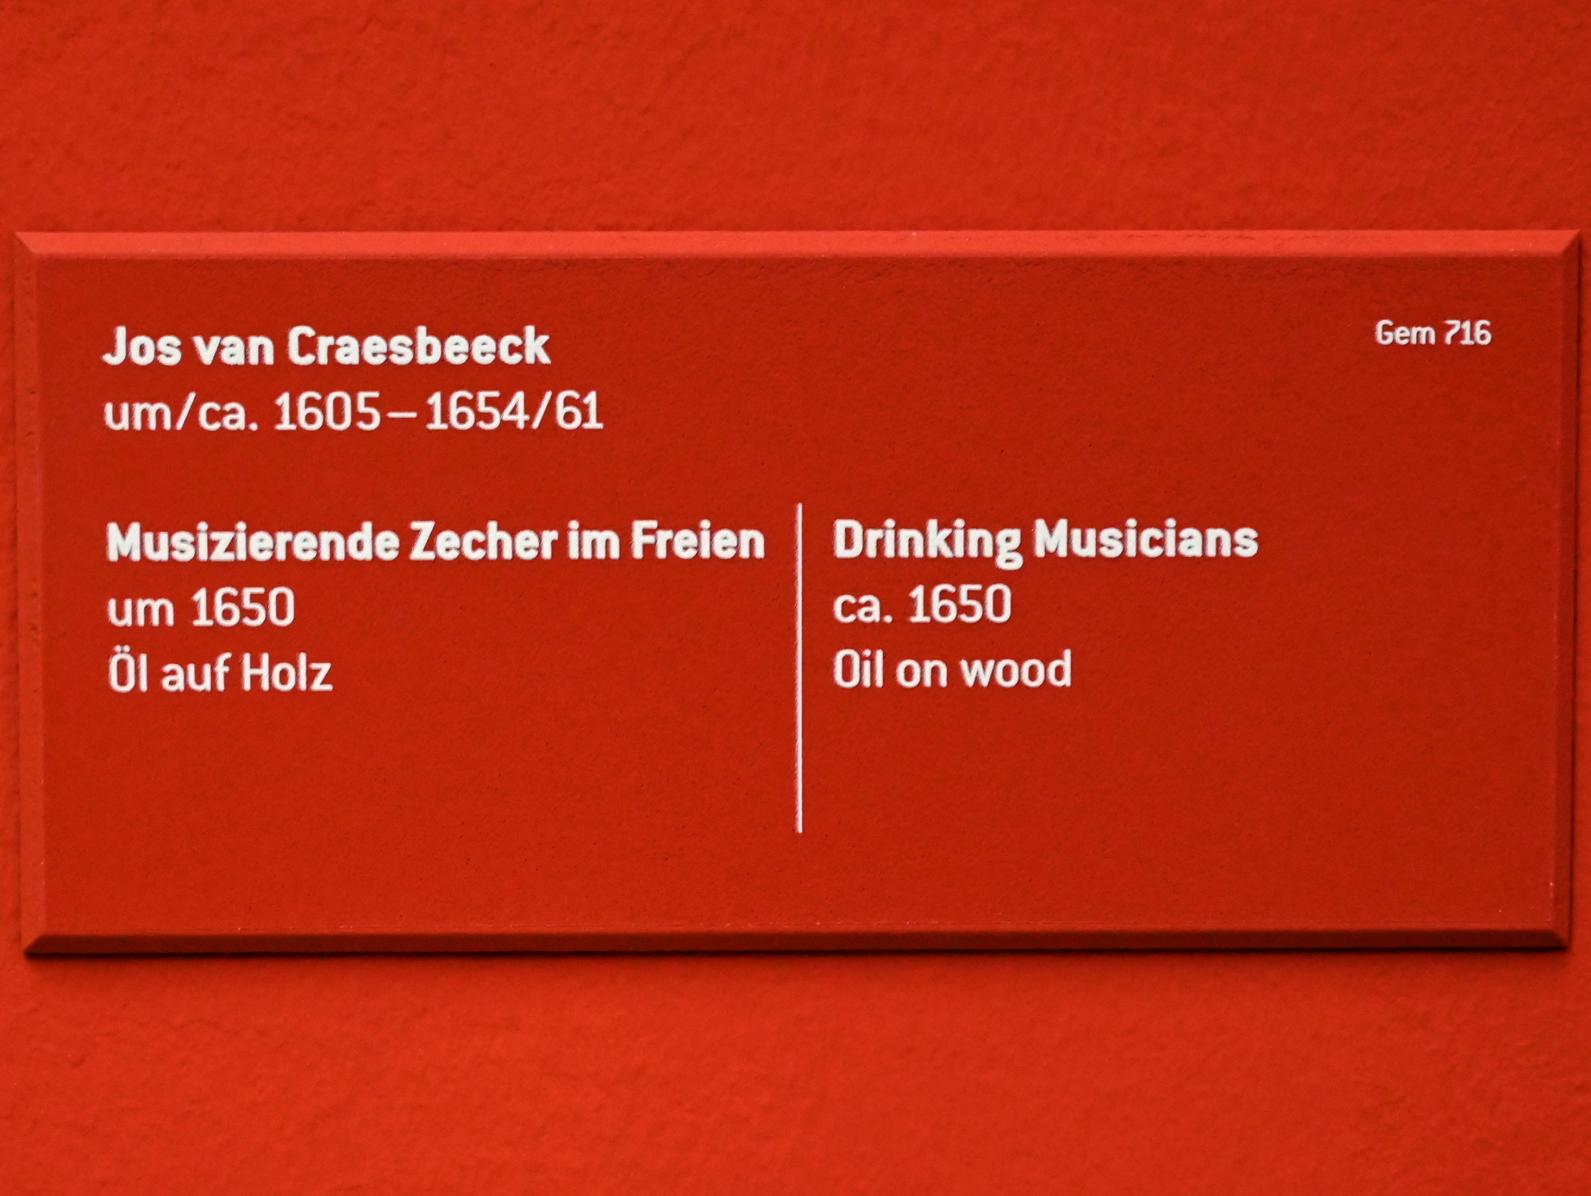 Jos van Craesbeeck
um/ca. 1605 – 1654/61
Gem 716
Musizierende Zecher im Freien
um 1650
Öl auf Holz
Drinking Musicians
ca. 1650
Oil on wood